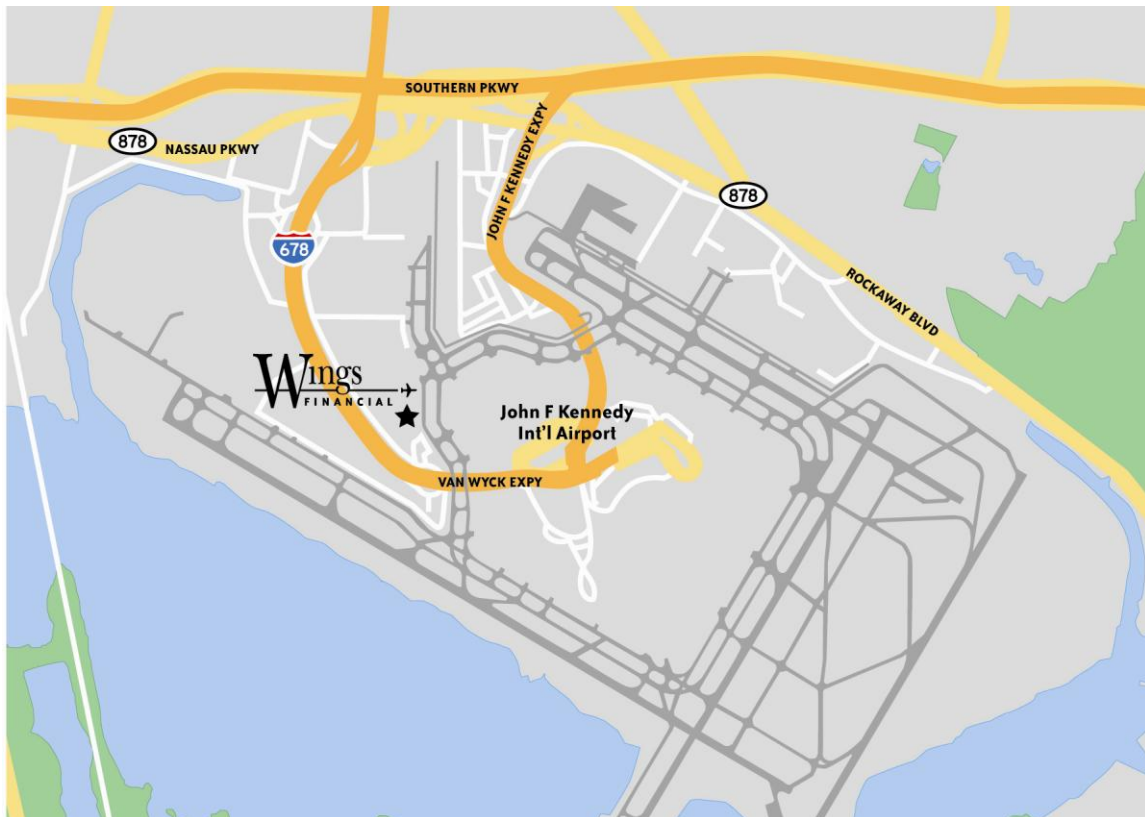 SOUTHERN PKWY
878
NASSAU PKWY
JOHN F KENNEDY EXPY
878
678
ROCKAWAY BLVD
Wings
FINANCIAL
John F Kennedy
Int'l Airport
VAN WYCK EXPY